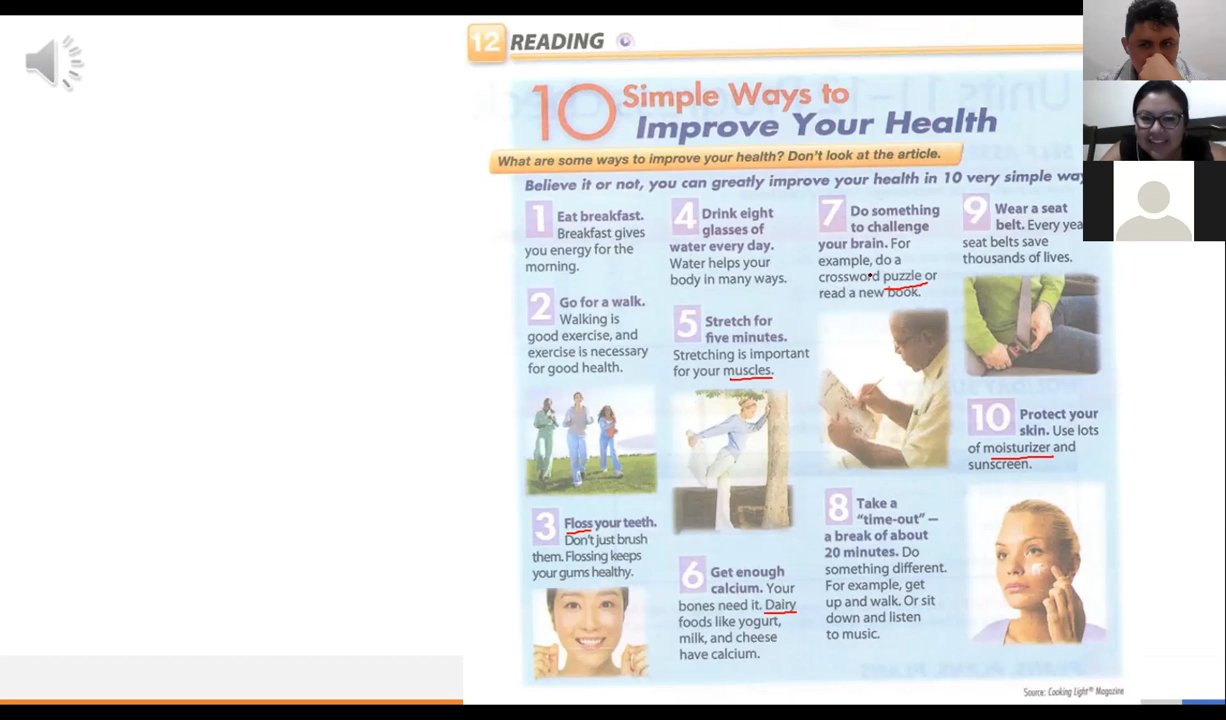 12 READING
10 Simple Ways to
Improve Your Health
What are some ways to improve your health? Don't look at the article.
Believe it or not, you can greatly improve your health in 10 very simple
1 Eat breakfast.
Breakfast gives
you energy for the
morning.
2 Go for a walk.
Walking is
good exercise, and
exercise is necessary
for good health.
3 Floss your teeth.
Don't just brush
them. Flossing keeps
your gums healthy.
4 Drink eight
glasses of
water every day.
Water helps your
body in many ways.
5 Stretch for
five minutes.
Stretching is important
for your muscles.
6 Get enough
calcium. Your
bones need it. Dairy
foods like yogurt,
milk, and cheese
have calcium.
7 Do something
to challenge
your brain. For
example, do a
crossword puzzle or
read a new book.
8 Take a
"time-out" –
a break of about
20 minutes. Do
something different.
For example, get
up and walk. Or sit
down and listen
to music.
9 Wear a seat
belt. Every
seat belts save
thousands of lives.
10 Protect your
skin. Use lots
of moisturizer and
sunscreen.
Source: Cooking Light® Magazine